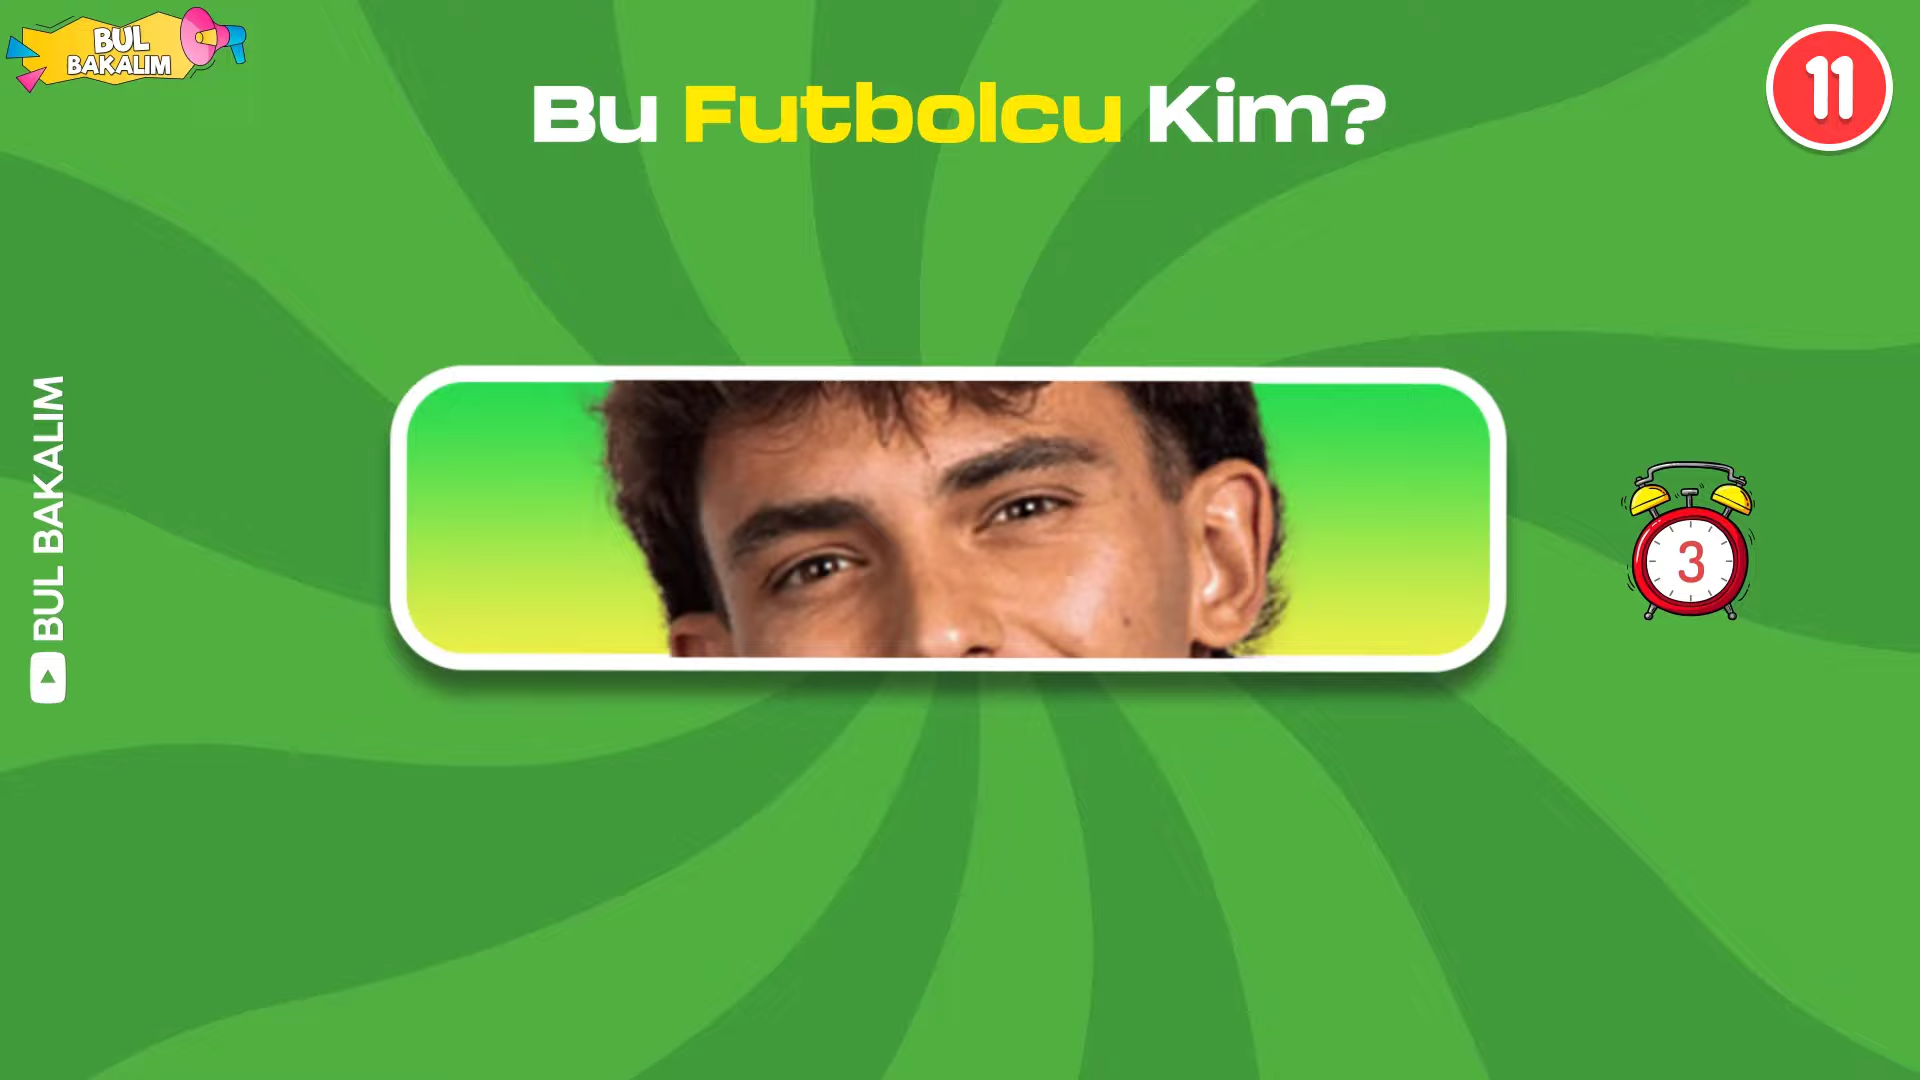 BUL
BAKALIM
Bu Futbolcu Kim?
11
BUL BAKALIM
3